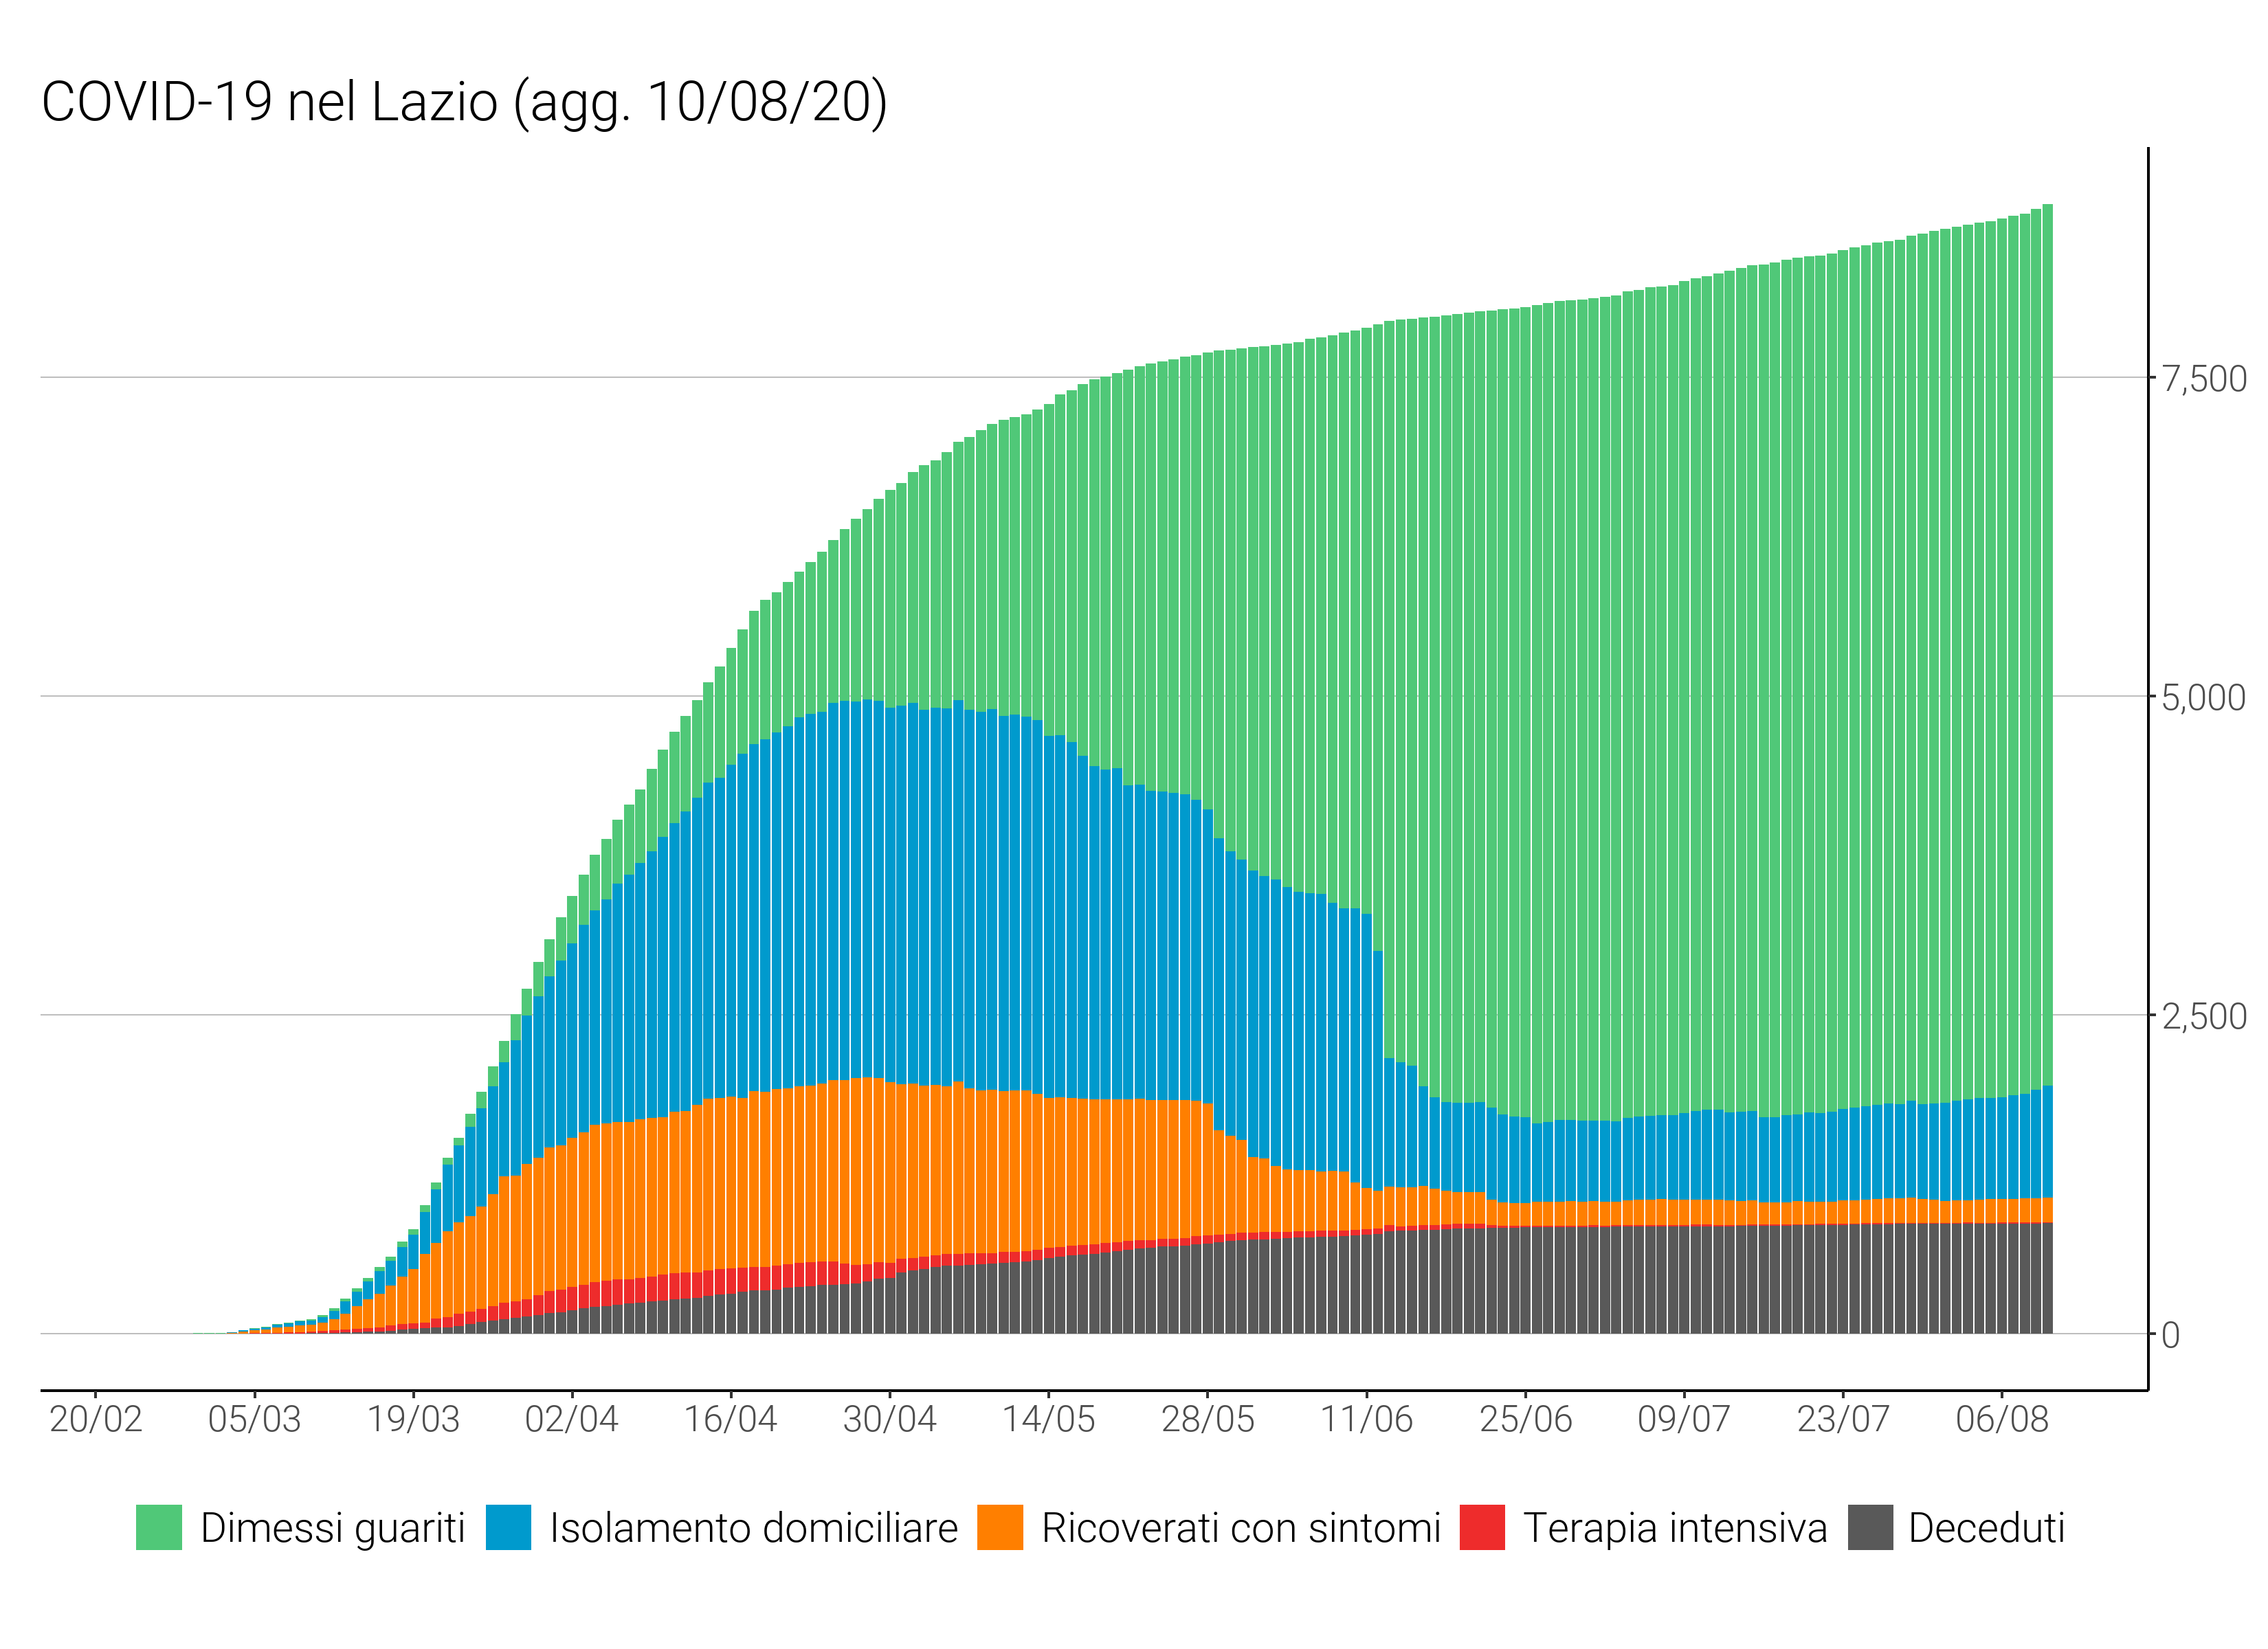 COVID-19 nel Lazio (agg. 10/08/20)
7,500
5,000
2,500
0
20/02 05/03 19/03 02/04 16/04 30/04 14/05 28/05 11/06 25/06 09/07 23/07 06/08
Dimessi guariti Isolamento domiciliare Ricoverati con sintomi Terapia intensiva Deceduti